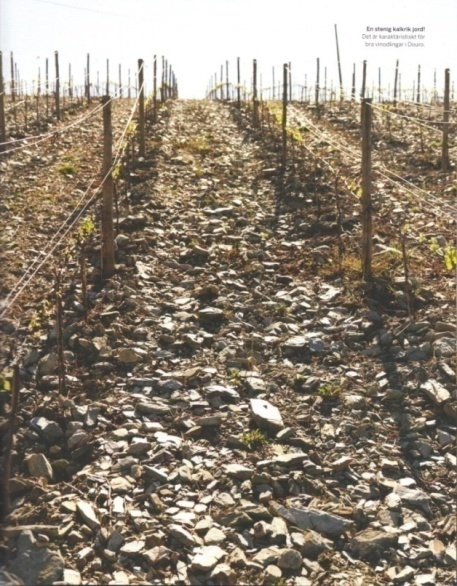 En stenig kalkrik jord!
Det är karaktäristiskt för
bra vinodlingar i Douro.